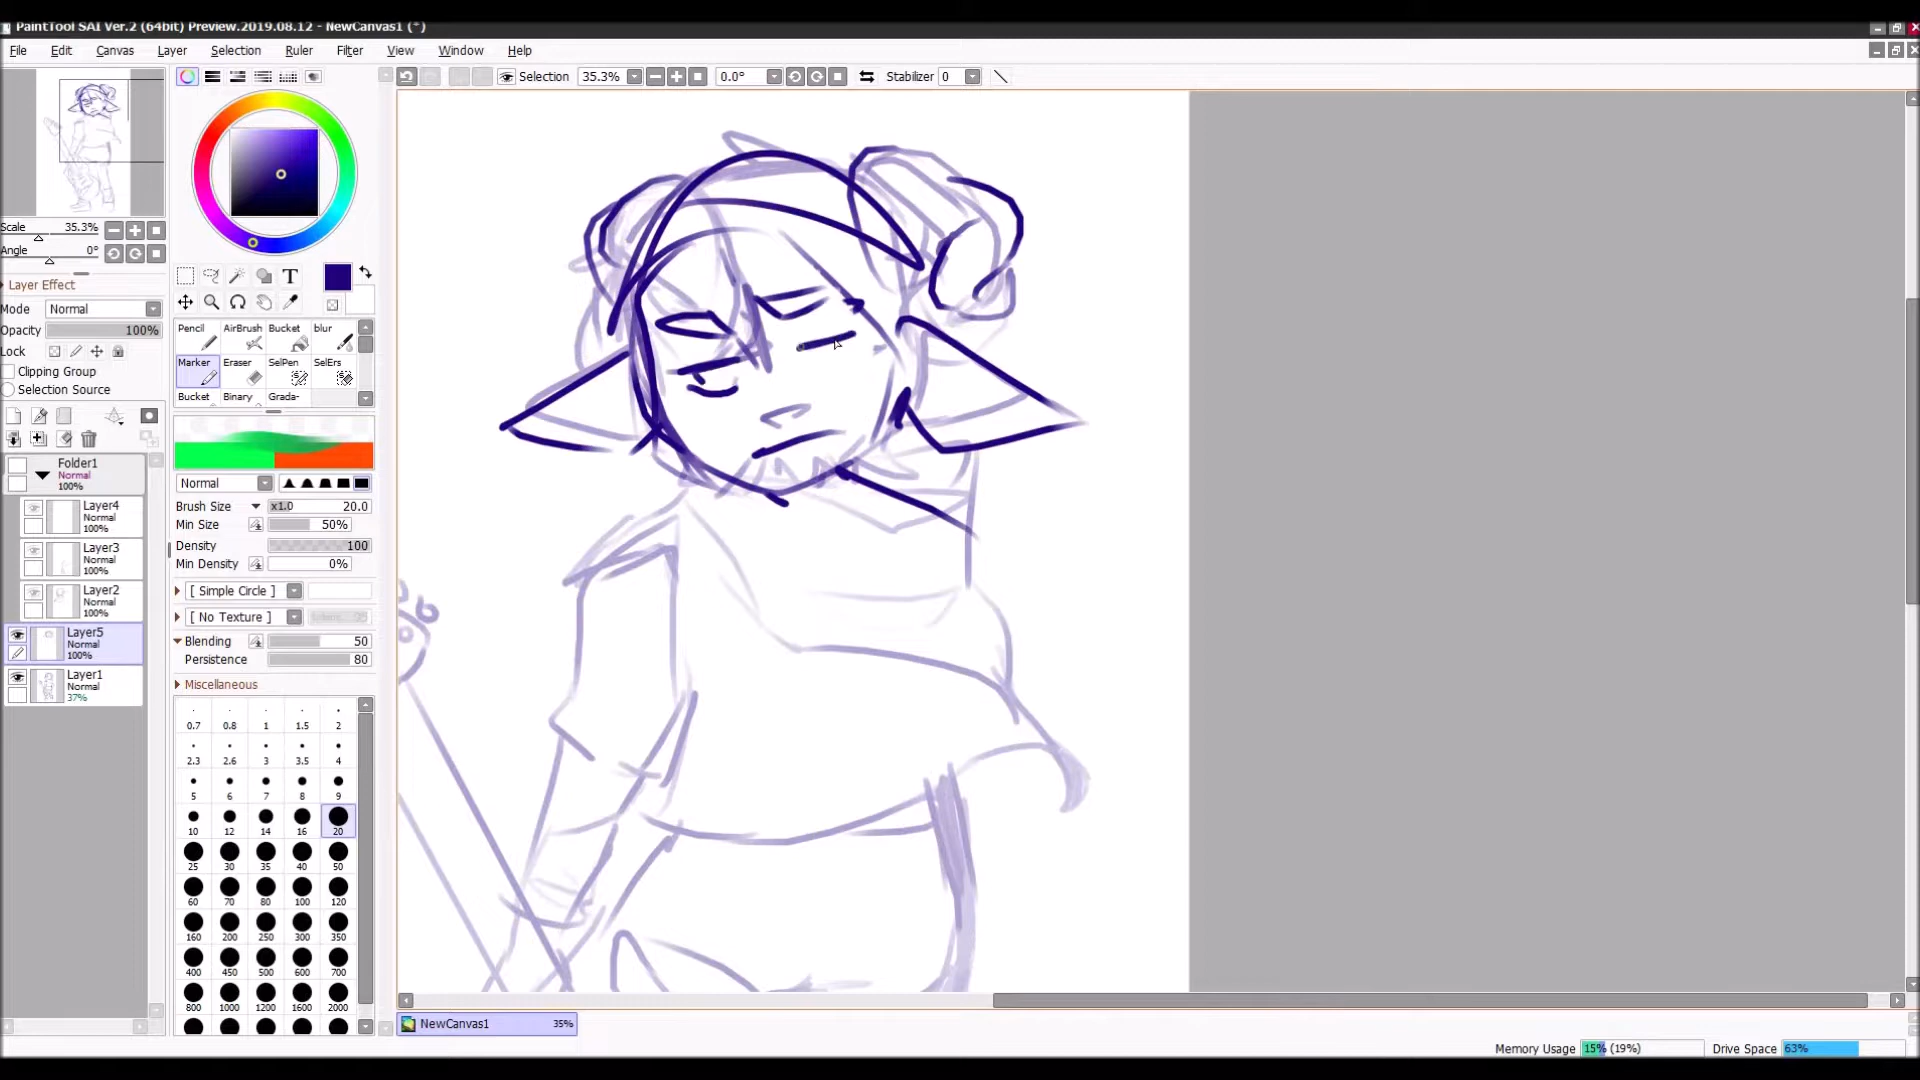 PaintTool SAI Ver.2 (64bit) Preview.2019.08.12 - NewCanvas1 (*)
File Edit Canvas Layer Selection Ruler Filter View Window Help
Selection 35.3% 0.0° Stabilizer 0
Scale 35.3%
Angle 0°
Layer Effect
Mode Normal
Opacity 100%
Lock
Clipping Group
Selection Source
Folder1
Normal
100%
Layer4
Normal
100%
Layer3
Normal
100%
Layer2
Normal
100%
Layer5
Normal
100%
Layer1
Normal
37%
T
Pencil AirBrush Bucket blur
Marker Eraser SelPen SelErs
Bucket Binary Grada-
Normal
Brush Size x1.0 20.0
Min Size 50%
Density 100
Min Density 0%
[ Simple Circle ]
[ No Texture ]
Blending 50
Persistence 80
Miscellaneous
0.7 0.8 1 1.5 2
2.3 2.6 3 3.5 4
5 6 7 8 9
10 12 14 16 20
25 30 35 40 50
60 70 80 100 120
160 200 250 300 350
400 450 500 600 700
800 1000 1200 1600 2000
NewCanvas1 35%
Memory Usage 15% (19%) Drive Space 63%